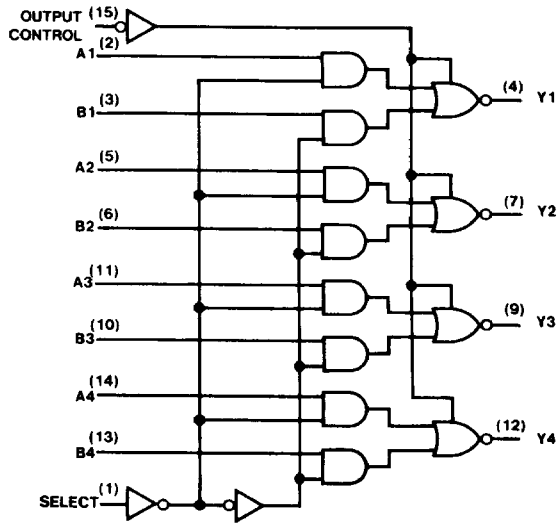 OUTPUT (15)
CONTROL
A1 (2)
B1 (3)
(4) Y1
A2 (5)
B2 (6)
(7) Y2
A3 (11)
B3 (10)
(9) Y3
A4 (14)
B4 (13)
(12) Y4
SELECT (1)